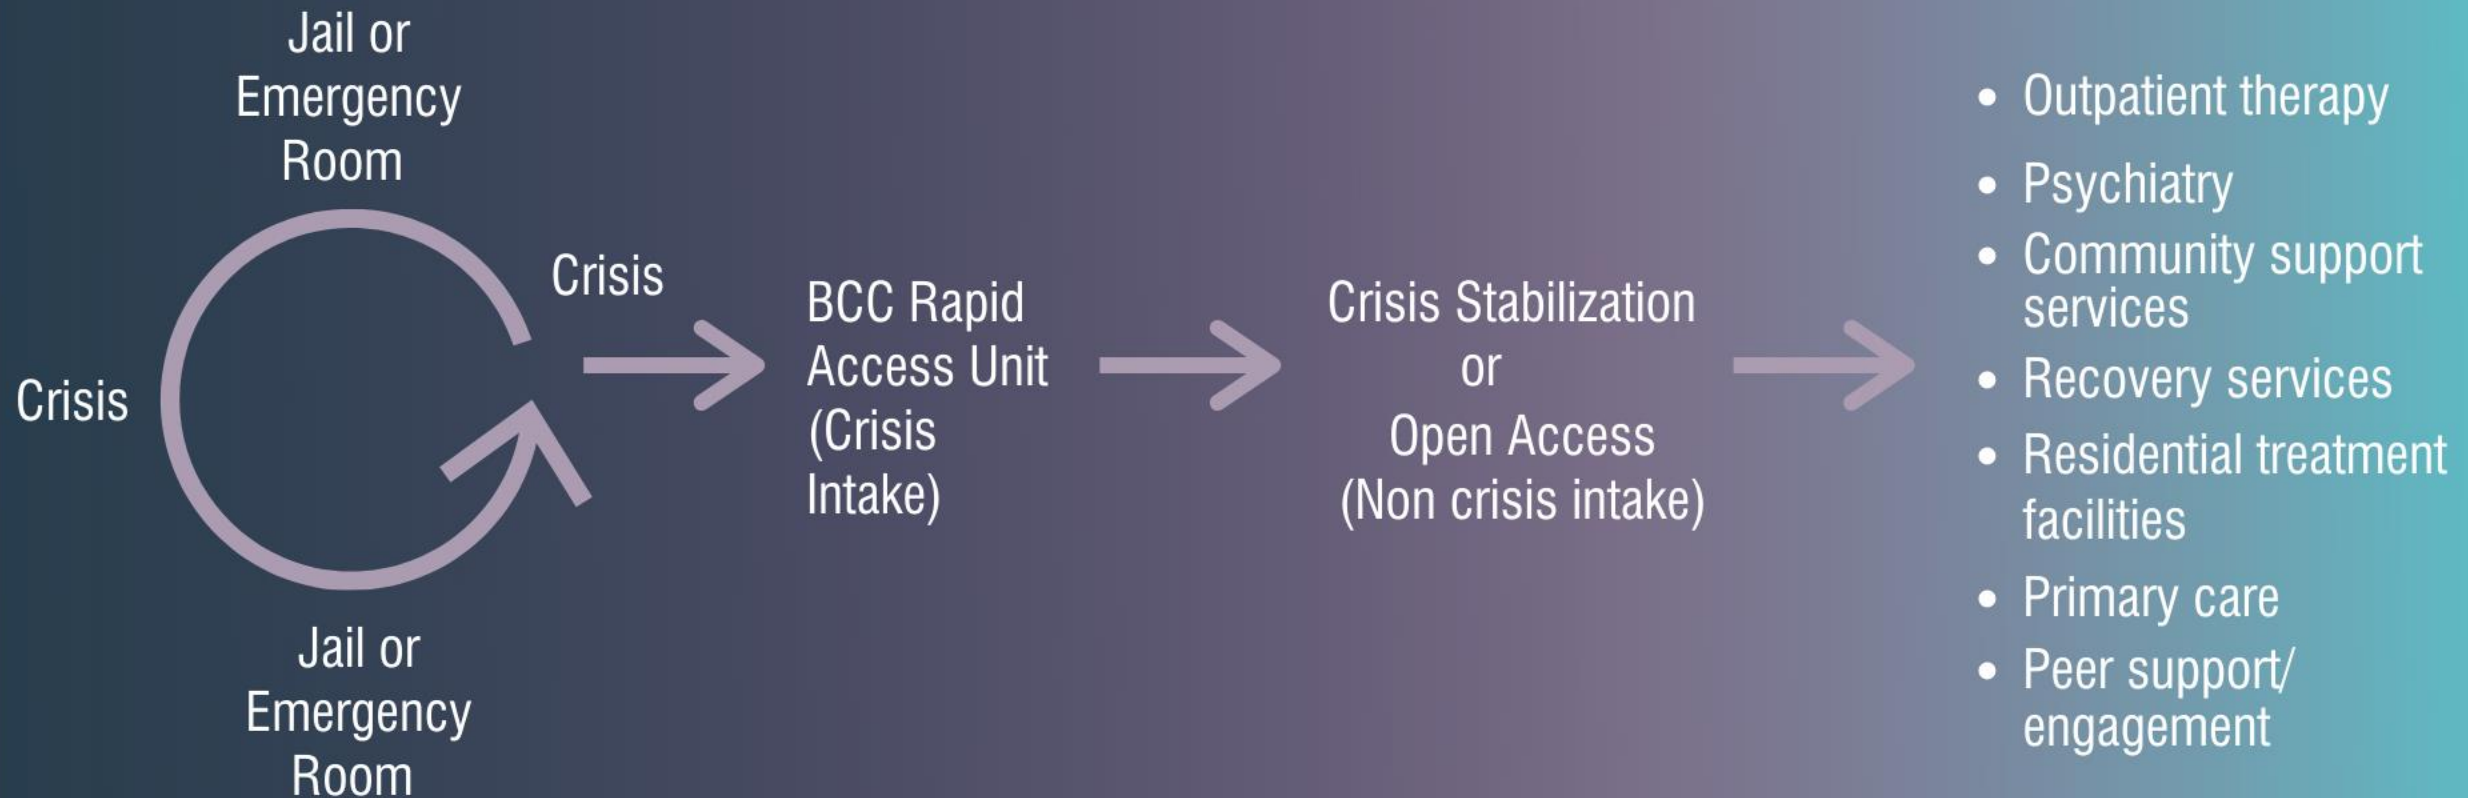 Jail or
Emergency
Room
Crisis
Crisis
Jail or
Emergency
Room
BCC Rapid
Access Unit
(Crisis
Intake)
Crisis Stabilization
or
Open Access
(Non crisis intake)
• Outpatient therapy
• Psychiatry
• Community support
services
• Recovery services
• Residential treatment
facilities
• Primary care
• Peer support/
engagement